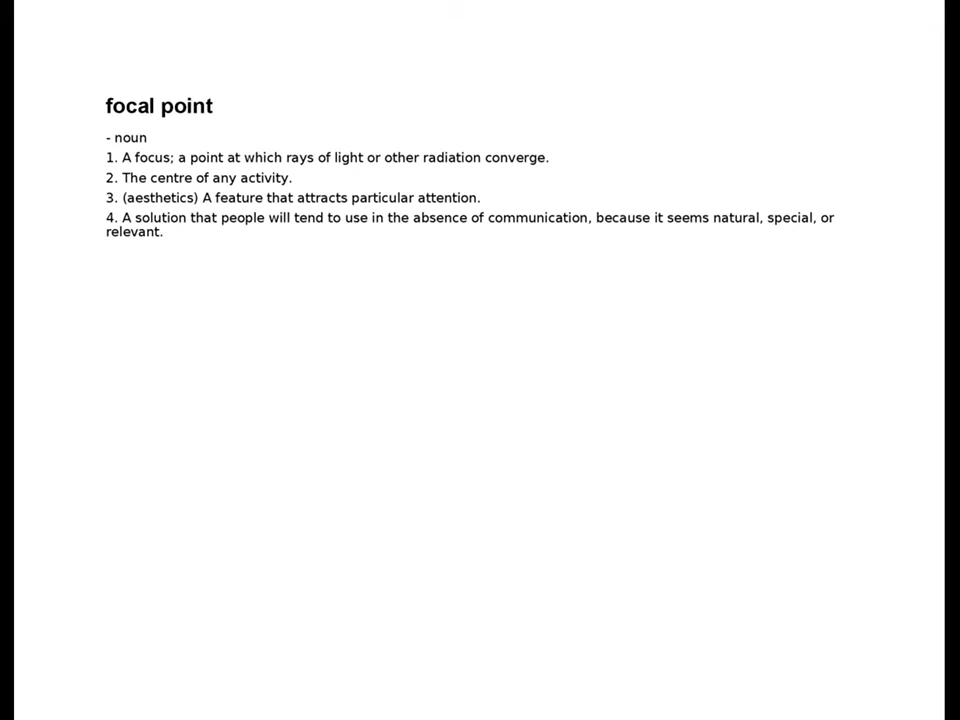 focal point
- noun
1. A focus; a point at which rays of light or other radiation converge.
2. The centre of any activity.
3. (aesthetics) A feature that attracts particular attention.
4. A solution that people will tend to use in the absence of communication, because it seems natural, special, or
relevant.